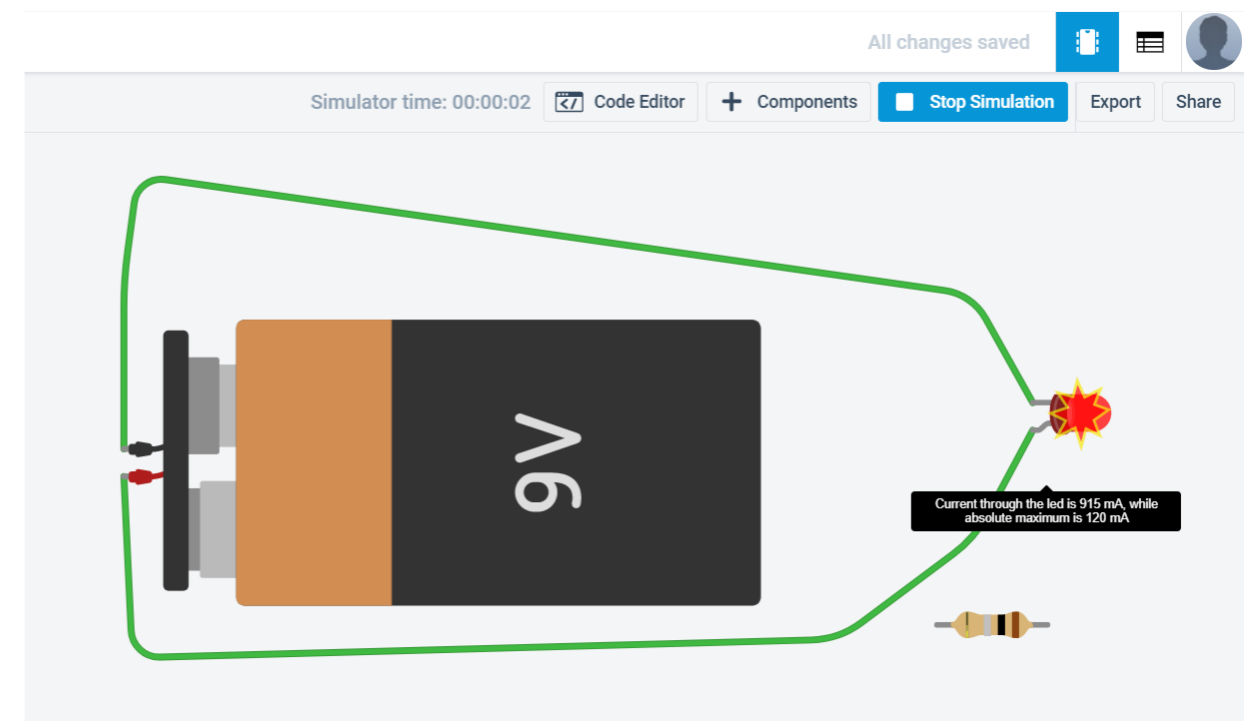 All changes saved
Simulator time: 00:00:02 Code Editor Components Stop Simulation Export Share
9V
Current through the led is 915 mA, while
absolute maximum is 120 mA